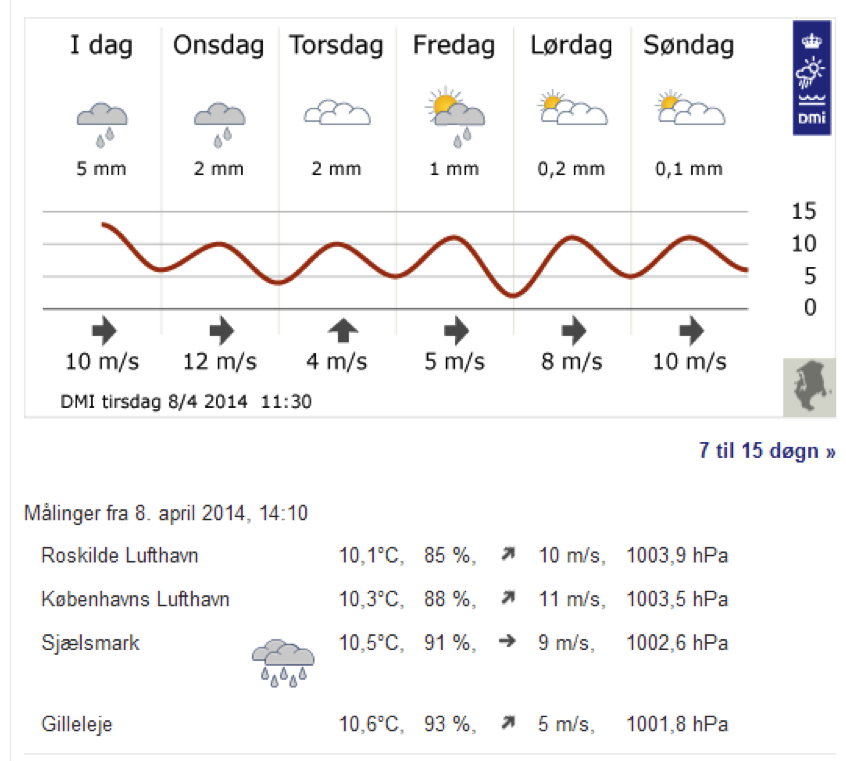 I dag Onsdag Torsdag Fredag Lørdag Søndag
DMI
5 mm 2 mm 2 mm 1 mm 0,2 mm 0,1 mm
15
10
5
0
10 m/s 12 m/s 4 m/s 5 m/s 8 m/s 10 m/s
DMI tirsdag 8/4 2014 11:30
7 til 15 døgn »
Målinger fra 8. april 2014, 14:10
Roskilde Lufthavn 10,1°C, 85 %, 10 m/s, 1003,9 hPa
Københavns Lufthavn 10,3°C, 88 %, 11 m/s, 1003,5 hPa
Sjælsmark 10,5°C, 91 %, 9 m/s, 1002,6 hPa
Gilleleje 10,6°C, 93 %, 5 m/s, 1001,8 hPa